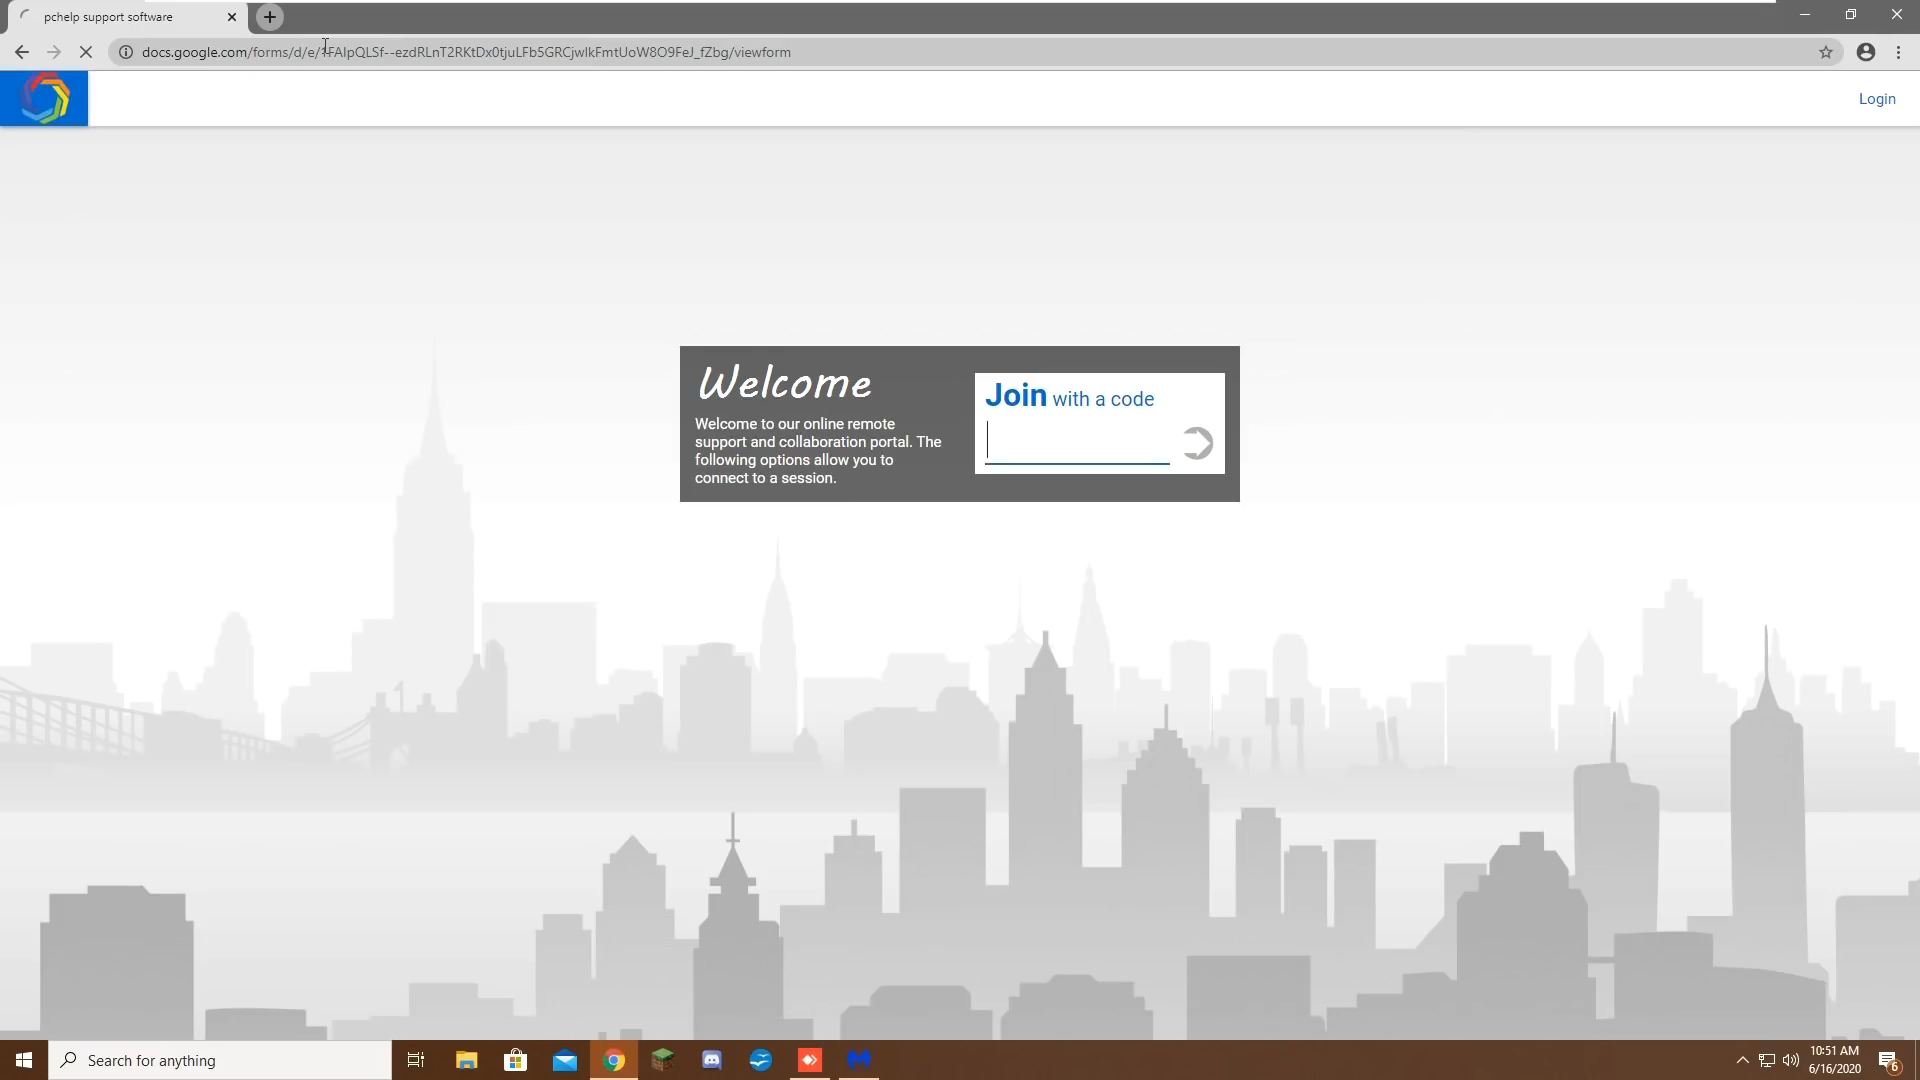 pchelp support software
docs.google.com/forms/d/e/1FAIpQLSf--ezdRLnT2RKtDx0tjuLFb5GRCjwIkFmtUoW8O9FeJ_fZbg/viewform
Login
Welcome
Welcome to our online remote
support and collaboration portal. The
following options allow you to
connect to a session.
Join with a code
Search for anything
10:51 AM
6/16/2020
6